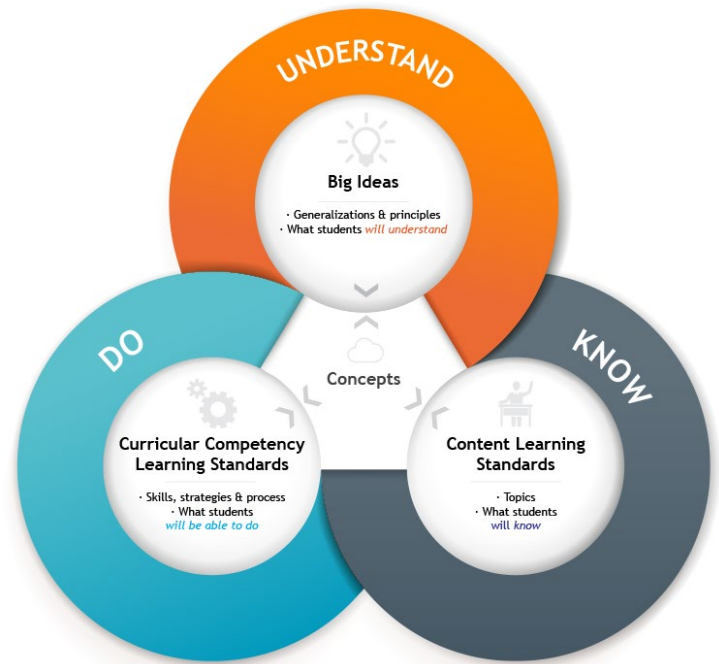 UNDERSTAND
Big Ideas
· Generalizations & principles
· What students will understand
Concepts
DO
Curricular Competency
Learning Standards
· Skills, strategies & process
· What students
will be able to do
KNOW
Content Learning
Standards
· Topics
· What students
will know